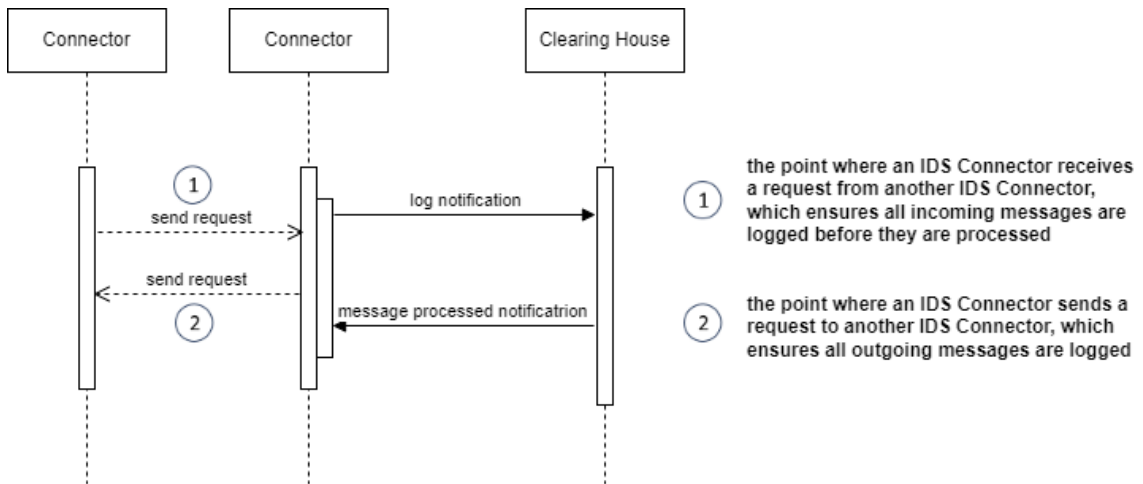 Connector
Connector
Clearing House
1
send request
log notification
send request
2
message processed notificatrion
1
the point where an IDS Connector receives
a request from another IDS Connector,
which ensures all incoming messages are
logged before they are processed
2
the point where an IDS Connector sends a
request to another IDS Connector, which
ensures all outgoing messages are logged